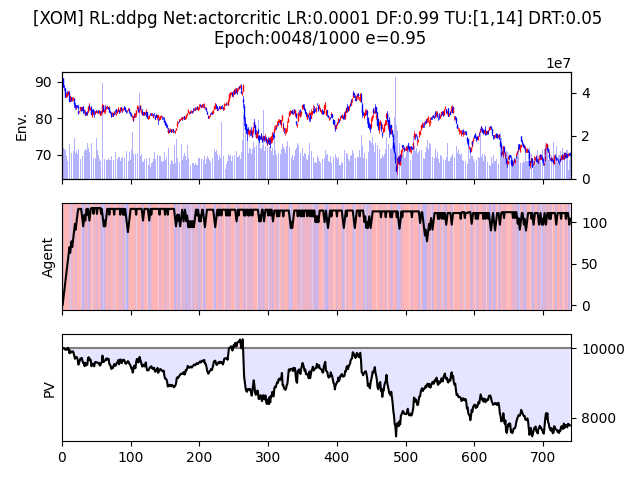 [XOM] RL:ddpg Net:actorcritic LR:0.0001 DF:0.99 TU:[1,14] DRT:0.05
Epoch:0048/1000 e=0.95
1e7
90
80
70
Env.
4
2
0
Agent
100
50
0
PV
10000
8000
0 100 200 300 400 500 600 700